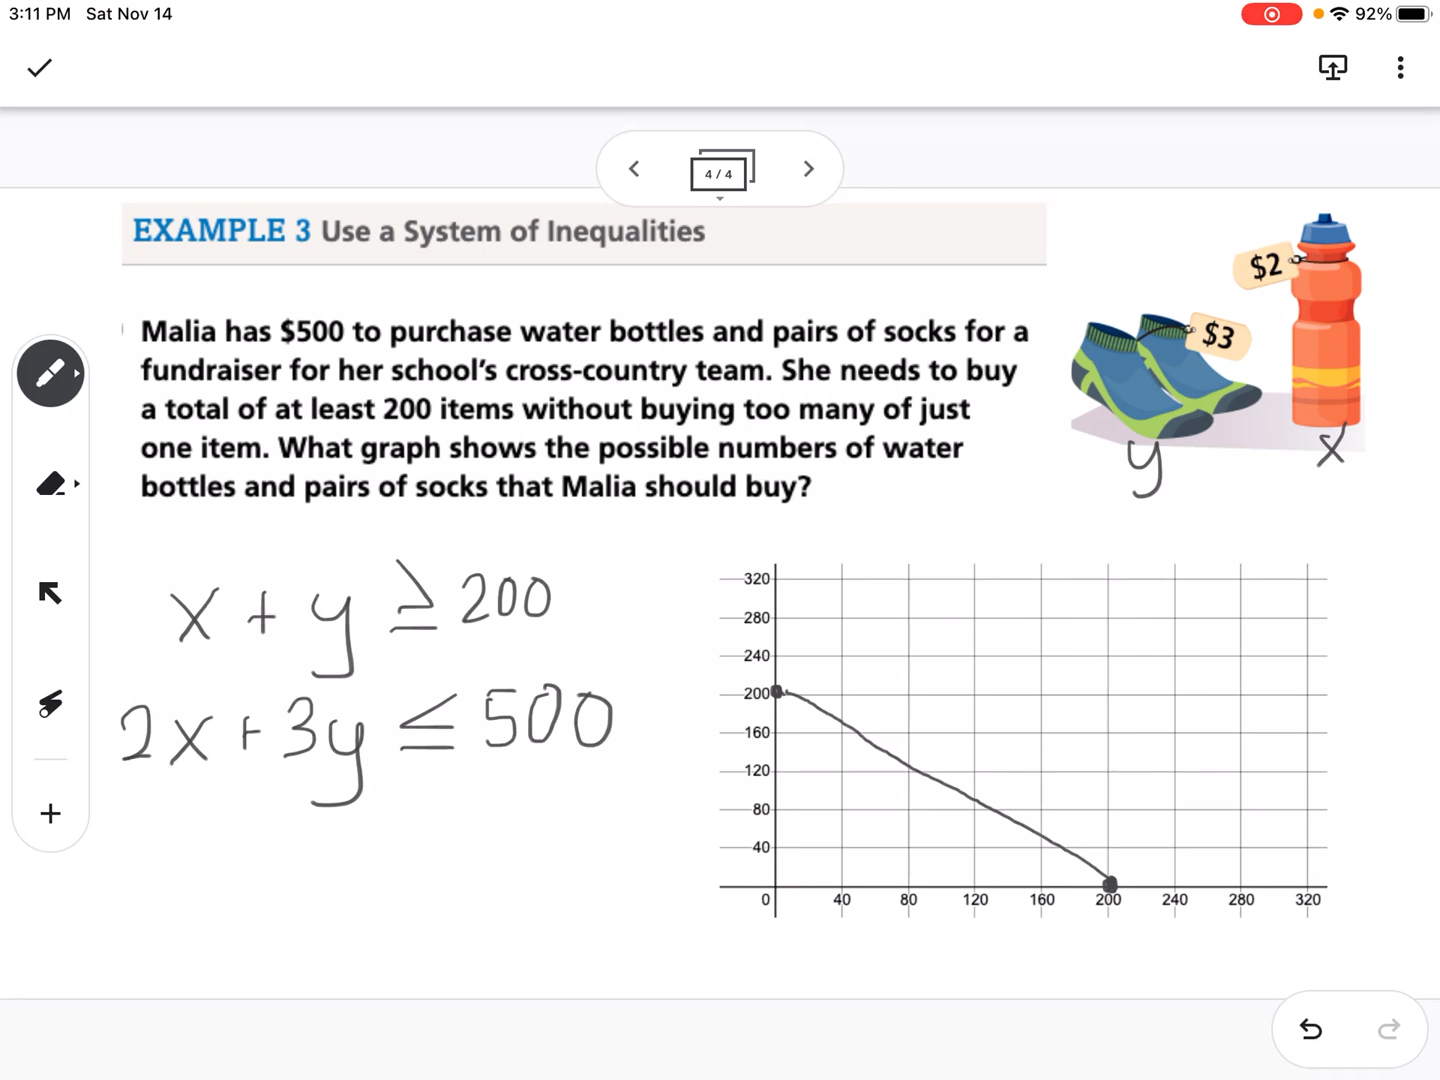 3:11 PM Sat Nov 14
92%
4 / 4
EXAMPLE 3 Use a System of Inequalities
$2
$3
Malia has $500 to purchase water bottles and pairs of socks for a
fundraiser for her school's cross-country team. She needs to buy
a total of at least 200 items without buying too many of just
one item. What graph shows the possible numbers of water
bottles and pairs of socks that Malia should buy?
y x
x + y ≥ 200
2x + 3y ≤ 500
320
280
240
200
160
120
80
40
0 40 80 120 160 200 240 280 320